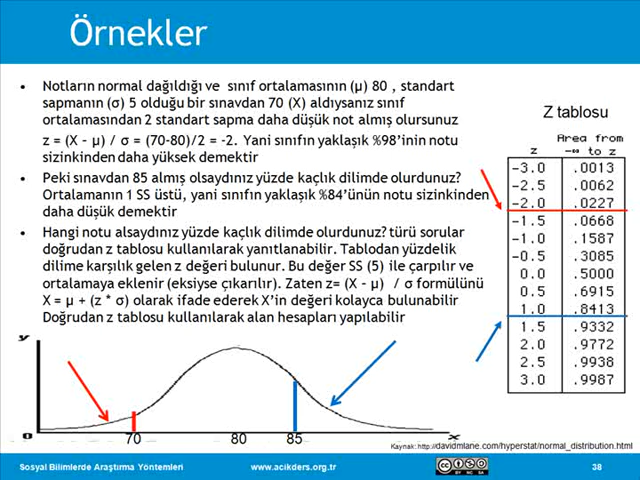 Örnekler
• Notların normal dağıldığı ve sınıf ortalamasının (µ) 80 , standart
sapmanın (σ) 5 olduğu bir sınavdan 70 (X) aldıysanız sınıf
ortalamasından 2 standart sapma daha düşük not almış olursunuz
z = (X – µ) / σ = (70-80)/2 = -2. Yani sınıfın yaklaşık %98’inin notu
sizinkinden daha yüksek demektir
• Peki sınavdan 85 almış olsaydınız yüzde kaçlık dilimde olurdunuz?
Ortalamanın 1 SS üstü, yani sınıfın yaklaşık %84’ünün notu sizinkinden
daha düşük demektir
• Hangi notu alsaydınız yüzde kaçlık dilimde olurdunuz? türü sorular
doğrudan z tablosu kullanılarak yanıtlanabilir. Tablodan yüzdelik
dilime karşılık gelen z değeri bulunur. Bu değer SS (5) ile çarpılır ve
ortalamaya eklenir (eksiyse çıkarılır). Zaten z= (X – µ) / σ formülünü
X = µ + (z * σ) olarak ifade ederek X’in değeri kolayca bulunabilir
Doğrudan z tablosu kullanılarak alan hesapları yapılabilir
Z tablosu
Area from
z -∞ to z
-3.0 .0013
-2.5 .0062
-2.0 .0227
-1.5 .0668
-1.0 .1587
-0.5 .3085
0.0 .5000
0.5 .6915
1.0 .8413
1.5 .9332
2.0 .9772
2.5 .9938
3.0 .9987
y
0 70 80 85 x
Kaynak: http://davidmlane.com/hyperstat/normal_distribution.html
Sosyal Bilimlerde Araştırma Yöntemleri www.acikders.org.tr cc BY NC SA 38